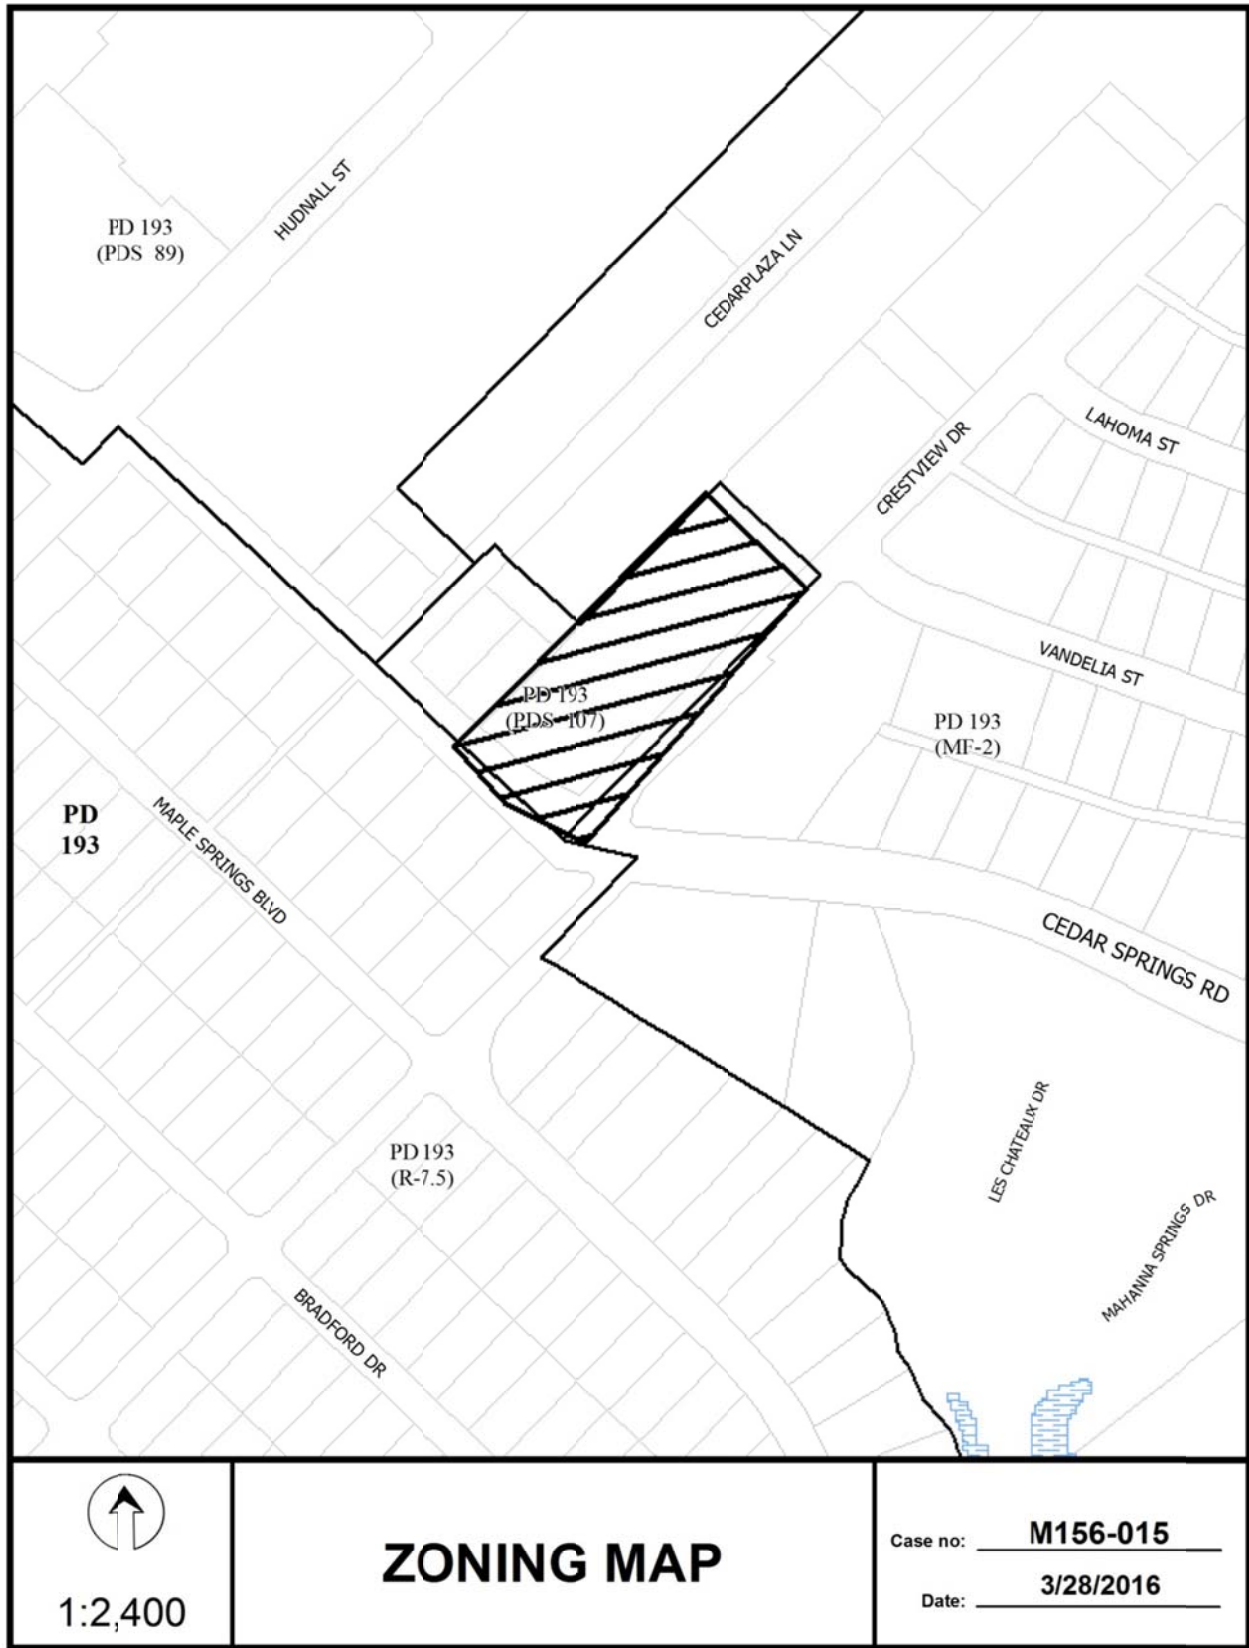 HUDNALL ST
PD 193
(PDS 89)
CEDARPLAZA LN
LAHOMA ST
CRESTVIEW DR
VANDELIA ST
PD 193
(PDS 107)
PD 193
(MF-2)
PD
193
MAPLE SPRINGS BLVD
CEDAR SPRINGS RD
LES CHATEAUX DR
PD 193
(R-7.5)
MAHANNA SPRINGS DR
BRADFORD DR
1:2,400
ZONING MAP
Case no: M156-015
Date: 3/28/2016